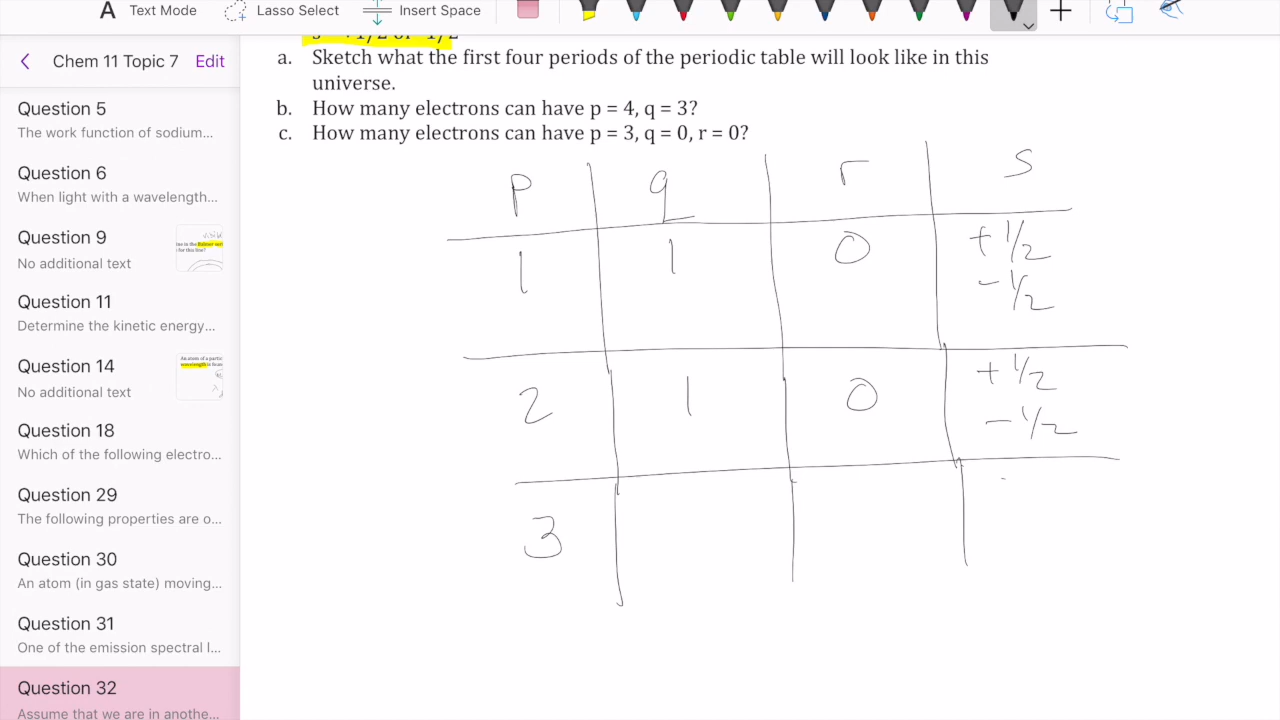 A Text Mode
Lasso Select
Insert Space
Chem 11 Topic 7
Edit
Question 5
The work function of sodium...
Question 6
When light with a wavelength...
Question 9
No additional text
Question 11
Determine the kinetic energy...
Question 14
No additional text
Question 18
Which of the following electro...
Question 29
The following properties are o...
Question 30
An atom (in gas state) moving...
Question 31
One of the emission spectral l...
Question 32
Assume that we are in anothe...
s = +1/2 or -1/2
a. Sketch what the first four periods of the periodic table will look like in this
universe.
b. How many electrons can have p = 4, q = 3?
c. How many electrons can have p = 3, q = 0, r = 0?
p q r s
1 1 0 +1/2
-1/2
2 1 0 +1/2
-1/2
3